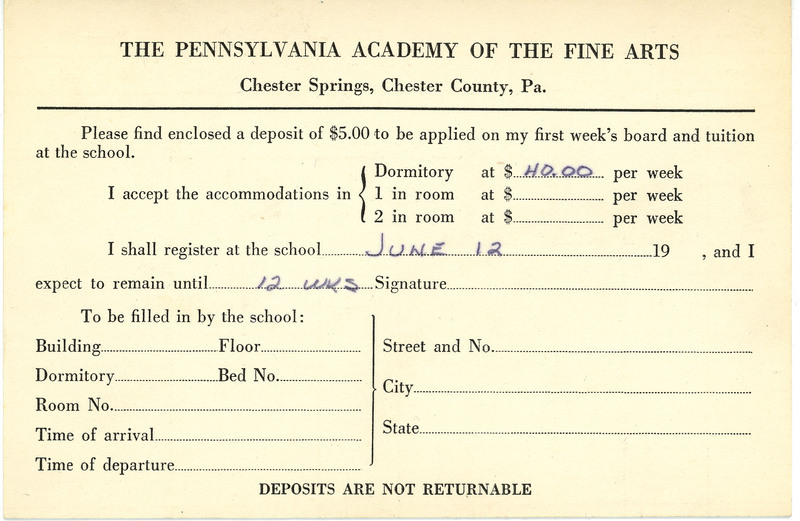 THE PENNSYLVANIA ACADEMY OF THE FINE ARTS
Chester Springs, Chester County, Pa.
Please find enclosed a deposit of $5.00 to be applied on my first week's board and tuition
at the school.
I accept the accommodations in { Dormitory at $ 40.00 per week
1 in room at $ per week
2 in room at $ per week
I shall register at the school JUNE 12 19 , and I
expect to remain until 12 WKS Signature
To be filled in by the school:
Building Floor
Dormitory Bed No.
Room No.
Time of arrival
Time of departure
Street and No.
City
State
DEPOSITS ARE NOT RETURNABLE